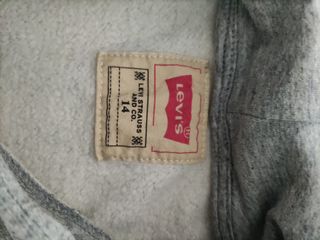 Levi's
LEVI STRAUSS
AND CO.
14